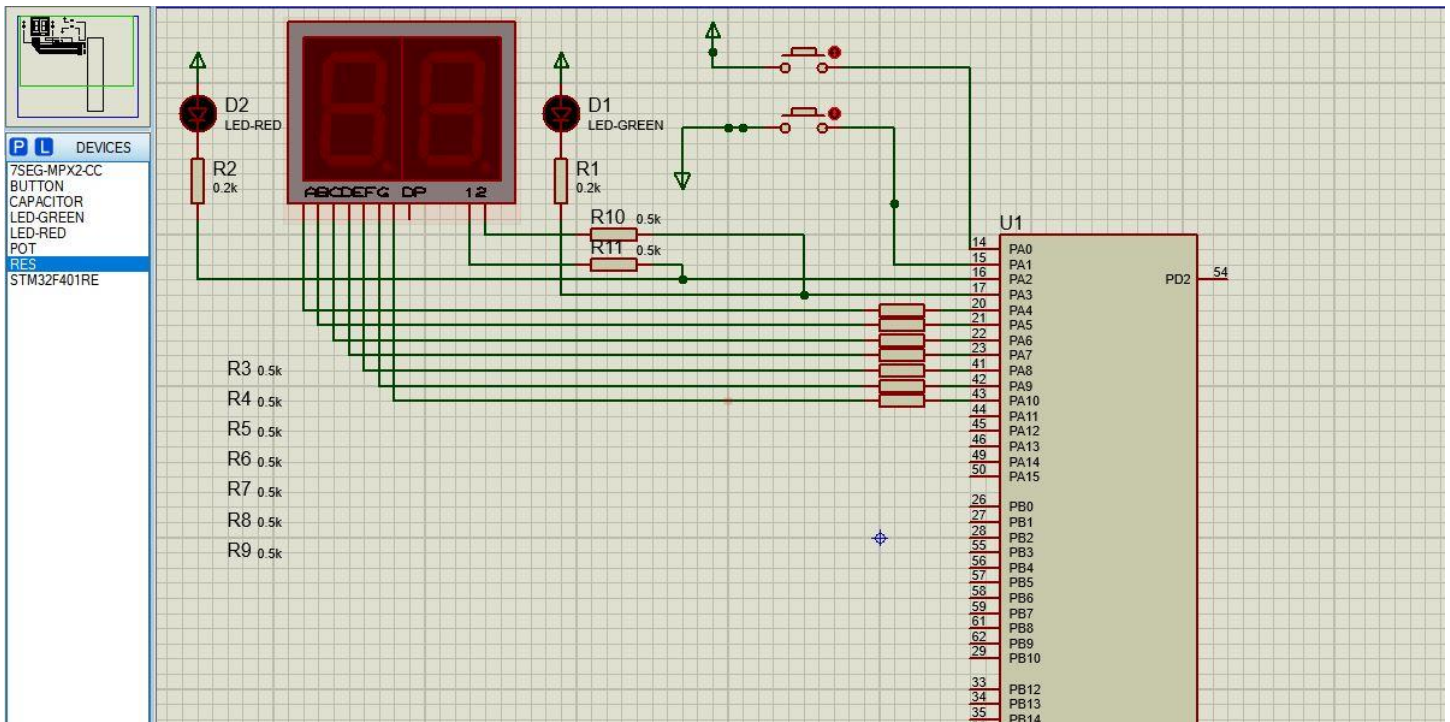 P L DEVICES
7SEG-MPX2-CC
BUTTON
CAPACITOR
LED-GREEN
LED-RED
POT
RES
STM32F401RE
D2
LED-RED
R2
0.2k
ABCDEFG DP 12
D1
LED-GREEN
R1
0.2k
R10 0.5k
R11 0.5k
R3 0.5k
R4 0.5k
R5 0.5k
R6 0.5k
R7 0.5k
R8 0.5k
R9 0.5k
U1
14 PA0
15 PA1
16 PA2
17 PA3
20 PA4
21 PA5
22 PA6
23 PA7
41 PA8
42 PA9
43 PA10
44 PA11
45 PA12
46 PA13
49 PA14
50 PA15
26 PB0
27 PB1
28 PB2
55 PB3
56 PB4
57 PB5
58 PB6
59 PB7
61 PB8
62 PB9
29 PB10
33 PB12
34 PB13
35 PB14
PD2 54